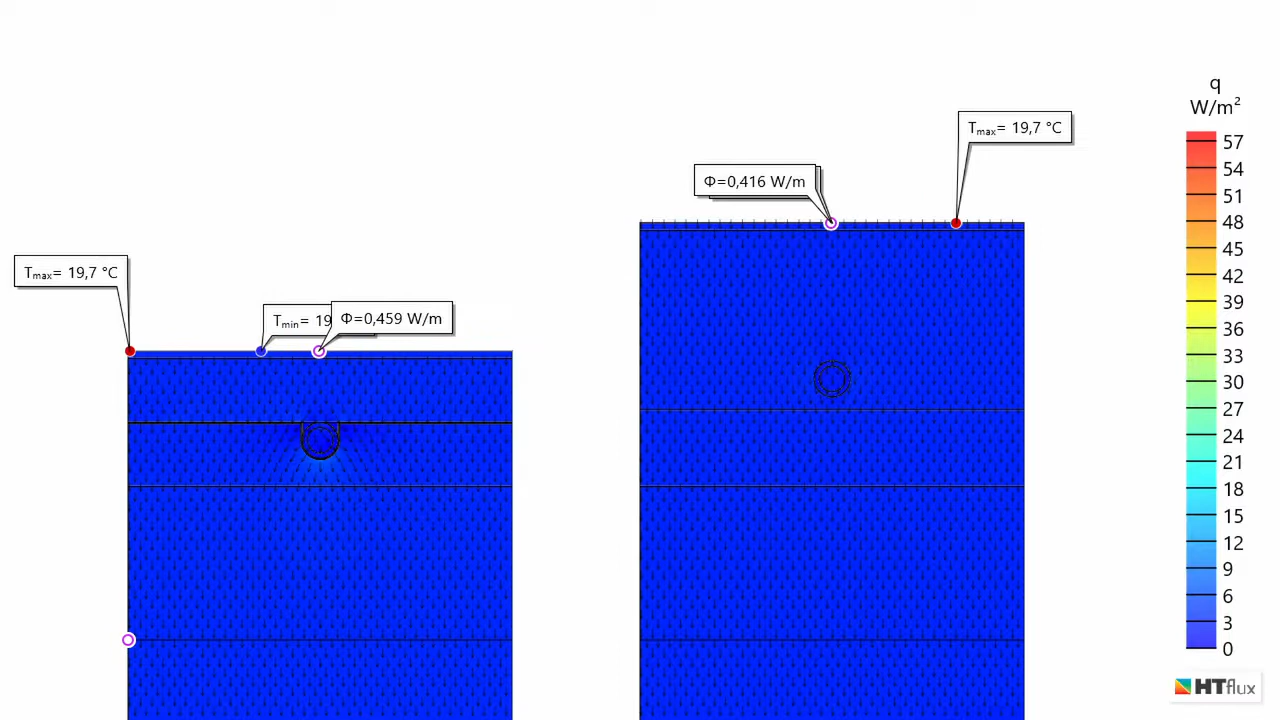 q
W/m²
Tmax= 19,7 °C
Φ=0,416 W/m
Tmax= 19,7 °C
Tmin= 19
Φ=0,459 W/m
57
54
51
48
45
42
39
36
33
30
27
24
21
18
15
12
9
6
3
0
HTflux